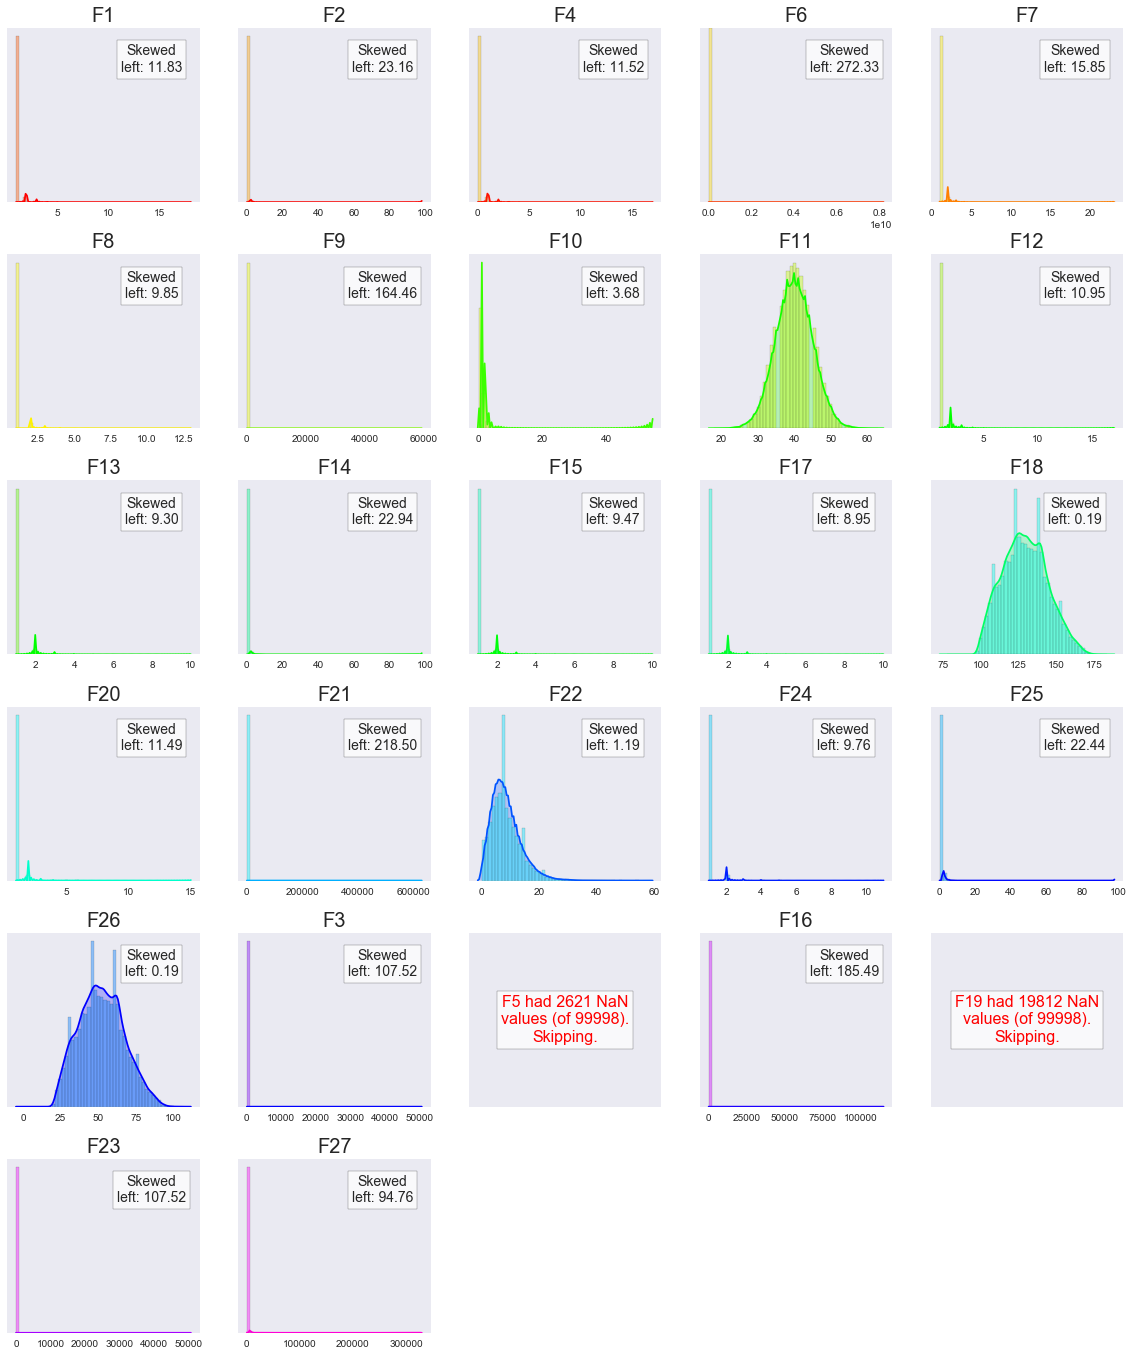 F1
F2
F4
F6
F7
Skewed
left: 11.83
Skewed
left: 23.16
Skewed
left: 11.52
Skewed
left: 272.33
Skewed
left: 15.85
5 10 15
0 20 40 60 80 100
0 5 10 15
0.0 0.2 0.4 0.6 0.8
1e10
0 5 10 15 20
F8
F9
F10
F11
F12
Skewed
left: 9.85
Skewed
left: 164.46
Skewed
left: 3.68
Skewed
left: 10.95
2.5 5.0 7.5 10.0 12.5
0 20000 40000 60000
0 20 40
20 30 40 50 60
5 10 15
F13
F14
F15
F17
F18
Skewed
left: 9.30
Skewed
left: 22.94
Skewed
left: 9.47
Skewed
left: 8.95
Skewed
left: 0.19
2 4 6 8 10
0 20 40 60 80 100
2 4 6 8 10
2 4 6 8 10
75 100 125 150 175
F20
F21
F22
F24
F25
Skewed
left: 11.49
Skewed
left: 218.50
Skewed
left: 1.19
Skewed
left: 9.76
Skewed
left: 22.44
5 10 15
0 200000 400000 600000
0 20 40 60
2 4 6 8 10
0 20 40 60 80 100
F26
F3
F16
Skewed
left: 0.19
Skewed
left: 107.52
F5 had 2621 NaN
values (of 99998).
Skipping.
Skewed
left: 185.49
F19 had 19812 NaN
values (of 99998).
Skipping.
0 25 50 75 100
0 10000 20000 30000 40000 50000
0 25000 50000 75000 100000
F23
F27
Skewed
left: 107.52
Skewed
left: 94.76
0 10000 20000 30000 40000 50000
0 100000 200000 300000